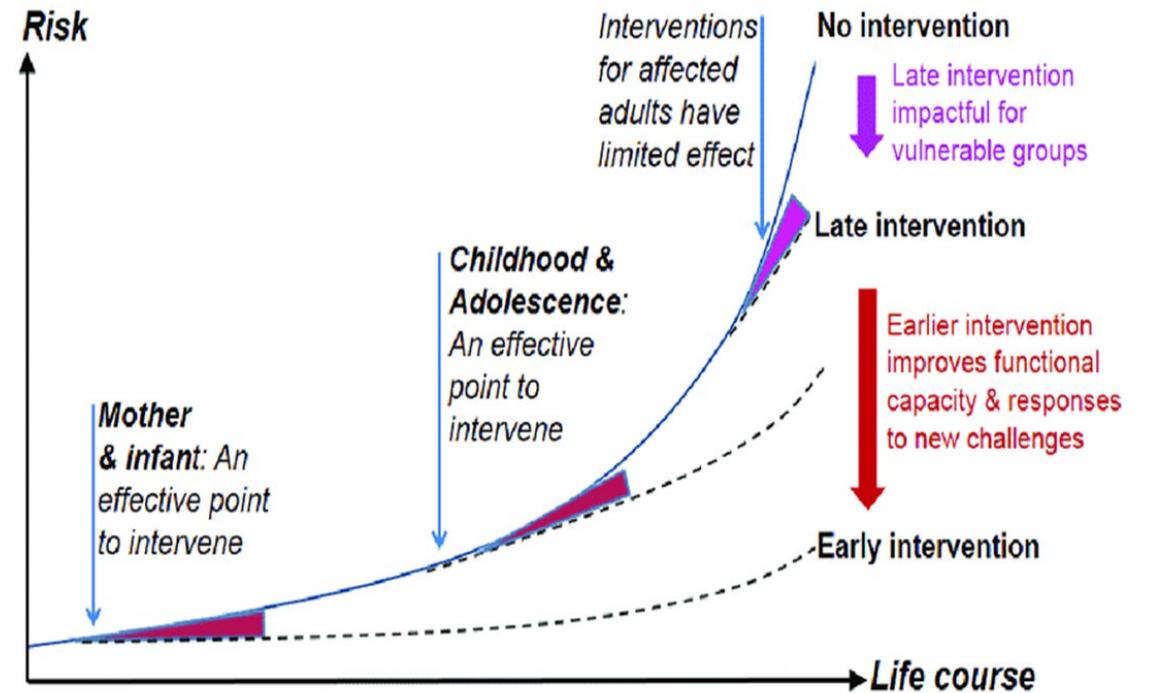 Risk
Interventions
for affected
adults have
limited effect
No intervention
Late intervention
impactful for
vulnerable groups
Late intervention
Childhood &
Adolescence:
An effective
point to
intervene
Earlier intervention
improves functional
capacity & responses
to new challenges
Mother
& infant: An
effective point
to intervene
Early intervention
Life course